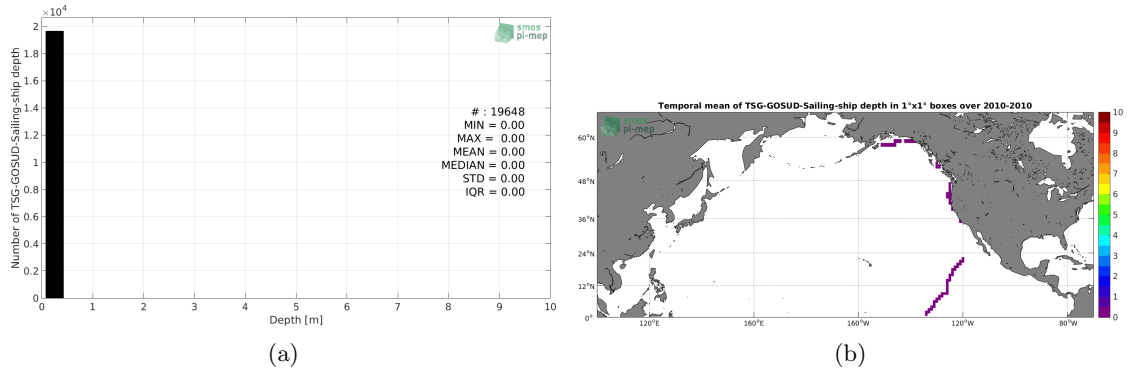 ×10⁴
2
1.8
1.6
1.4
1.2
1
0.8
0.6
0.4
0.2
0
Number of TSG-GOSUD-Sailing-ship depth
smos
pi-mep
# : 19648
MIN = 0.00
MAX = 0.00
MEAN = 0.00
MEDIAN = 0.00
STD = 0.00
IQR = 0.00
0 1 2 3 4 5 6 7 8 9 10
Depth [m]
(a)
Temporal mean of TSG-GOSUD-Sailing-ship depth in 1°x1° boxes over 2010-2010
smos
pi-mep
60°N
48°N
36°N
24°N
12°N
0°
120°E 160°E 160°W 120°W 80°W
10
9
8
7
6
5
4
3
2
1
0
(b)